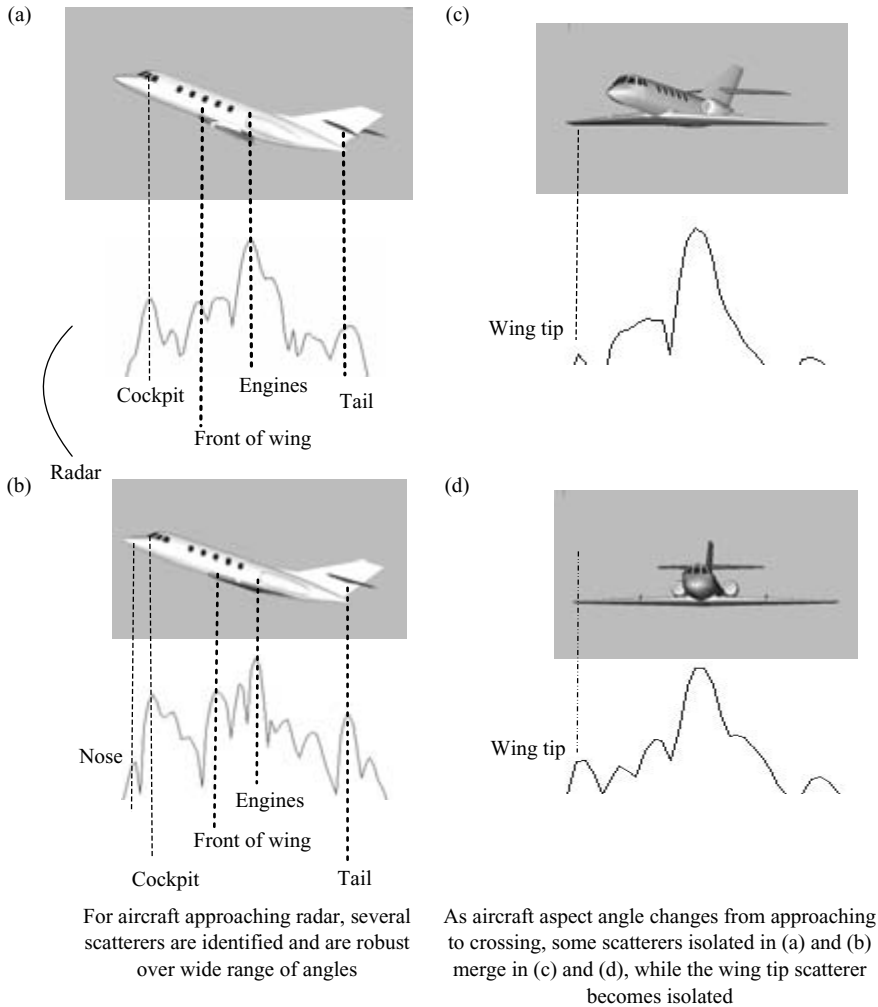 (a)
Cockpit
Engines
Tail
Front of wing
Radar
(b)
Nose
Engines
Front of wing
Cockpit
Tail
For aircraft approaching radar, several
scatterers are identified and are robust
over wide range of angles
(c)
Wing tip
(d)
Wing tip
As aircraft aspect angle changes from approaching
to crossing, some scatterers isolated in (a) and (b)
merge in (c) and (d), while the wing tip scatterer
becomes isolated